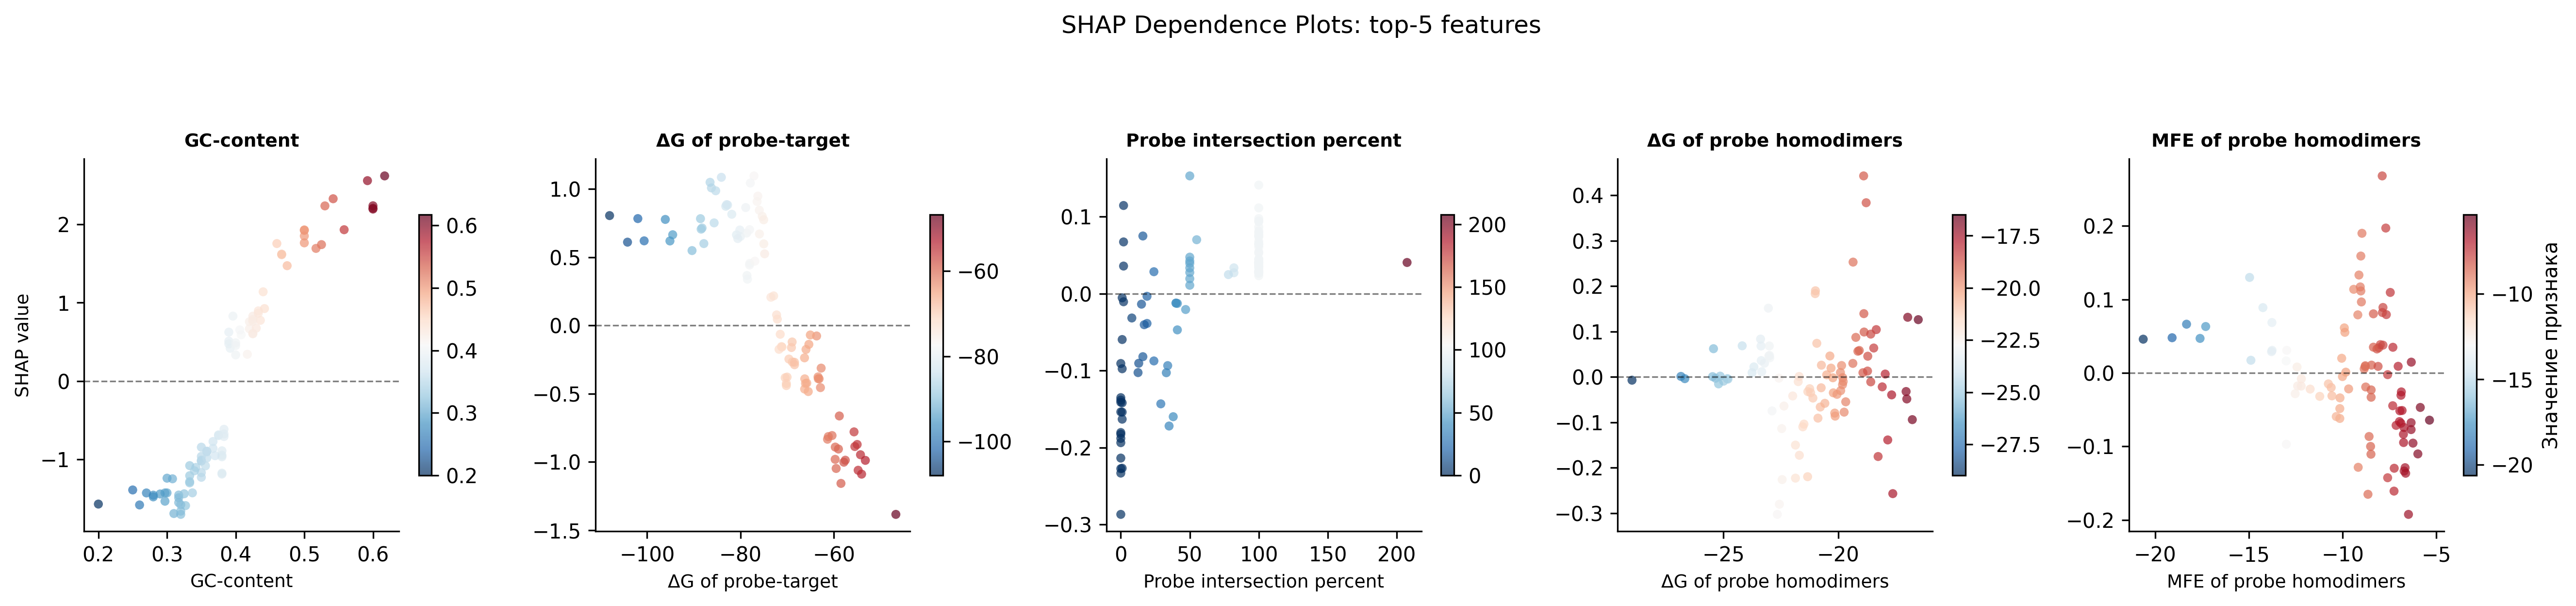 SHAP Dependence Plots: top-5 features
GC-content
SHAP value
2
1
0
−1
0.2 0.3 0.4 0.5 0.6
GC-content
0.6
0.5
0.4
0.3
0.2
ΔG of probe-target
1.0
0.5
0.0
−0.5
−1.0
−1.5
−100 −80 −60
ΔG of probe-target
−60
−80
−100
Probe intersection percent
0.1
0.0
−0.1
−0.2
−0.3
0 50 100 150 200
Probe intersection percent
200
150
100
50
0
ΔG of probe homodimers
0.4
0.3
0.2
0.1
0.0
−0.1
−0.2
−0.3
−25 −20
ΔG of probe homodimers
−17.5
−20.0
−22.5
−25.0
−27.5
MFE of probe homodimers
0.2
0.1
0.0
−0.1
−0.2
−20 −15 −10 −5
MFE of probe homodimers
−10
−15
−20
Значение признака